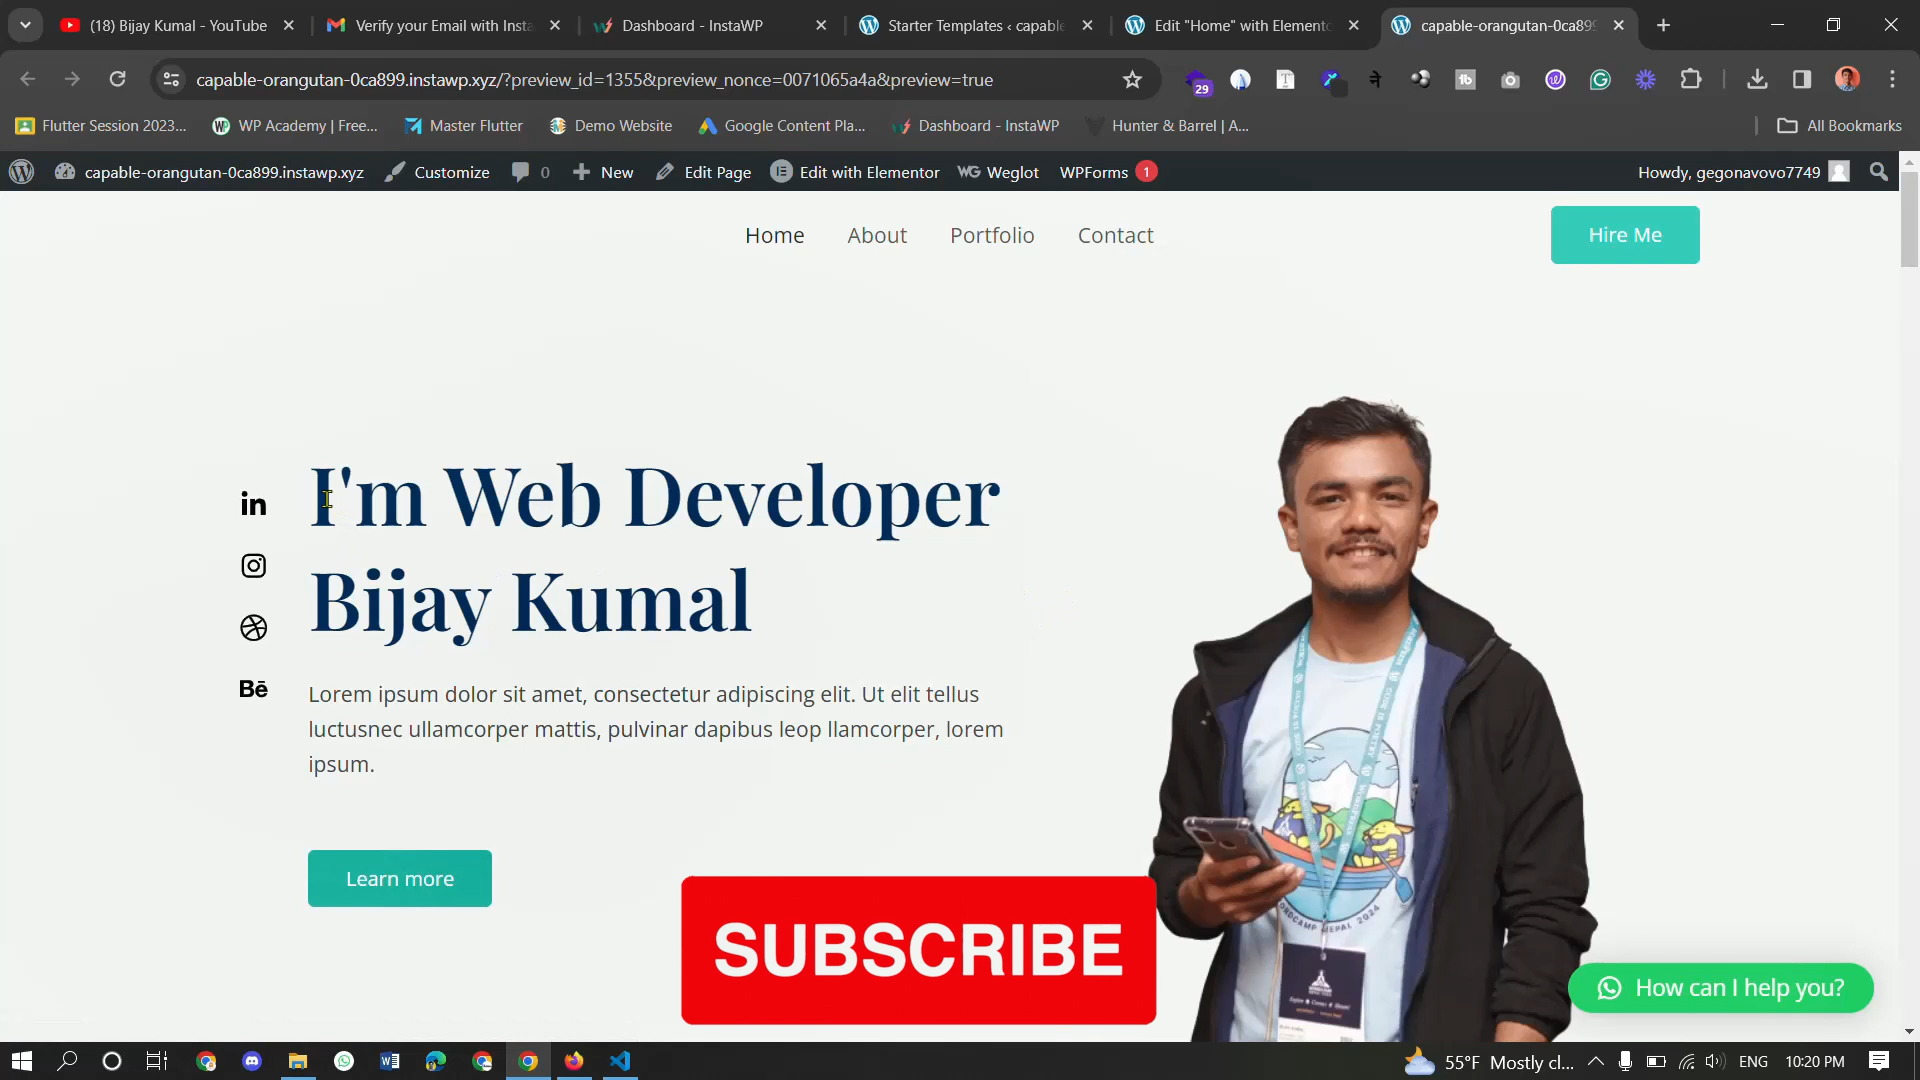 (18) Bijay Kumal - YouTube
Verify your Email with Insta
Dashboard - InstaWP
Starter Templates ‹ capable
Edit "Home" with Elemento
capable-orangutan-0ca899
capable-orangutan-0ca899.instawp.xyz/?preview_id=1355&preview_nonce=0071065a4a&preview=true
29
Flutter Session 2023...
WP Academy | Free...
Master Flutter
Demo Website
Google Content Pla...
Dashboard - InstaWP
Hunter & Barrel | A...
All Bookmarks
capable-orangutan-0ca899.instawp.xyz
Customize
0
New
Edit Page
Edit with Elementor
WG Weglot
WPForms 1
Howdy, gegonavovo7749
Home
About
Portfolio
Contact
Hire Me
I'm Web Developer
Bijay Kumal
in
Bē
Lorem ipsum dolor sit amet, consectetur adipiscing elit. Ut elit tellus
luctusnec ullamcorper mattis, pulvinar dapibus leop llamcorper, lorem
ipsum.
Learn more
SUBSCRIBE
How can I help you?
55°F Mostly cl...
ENG
10:20 PM